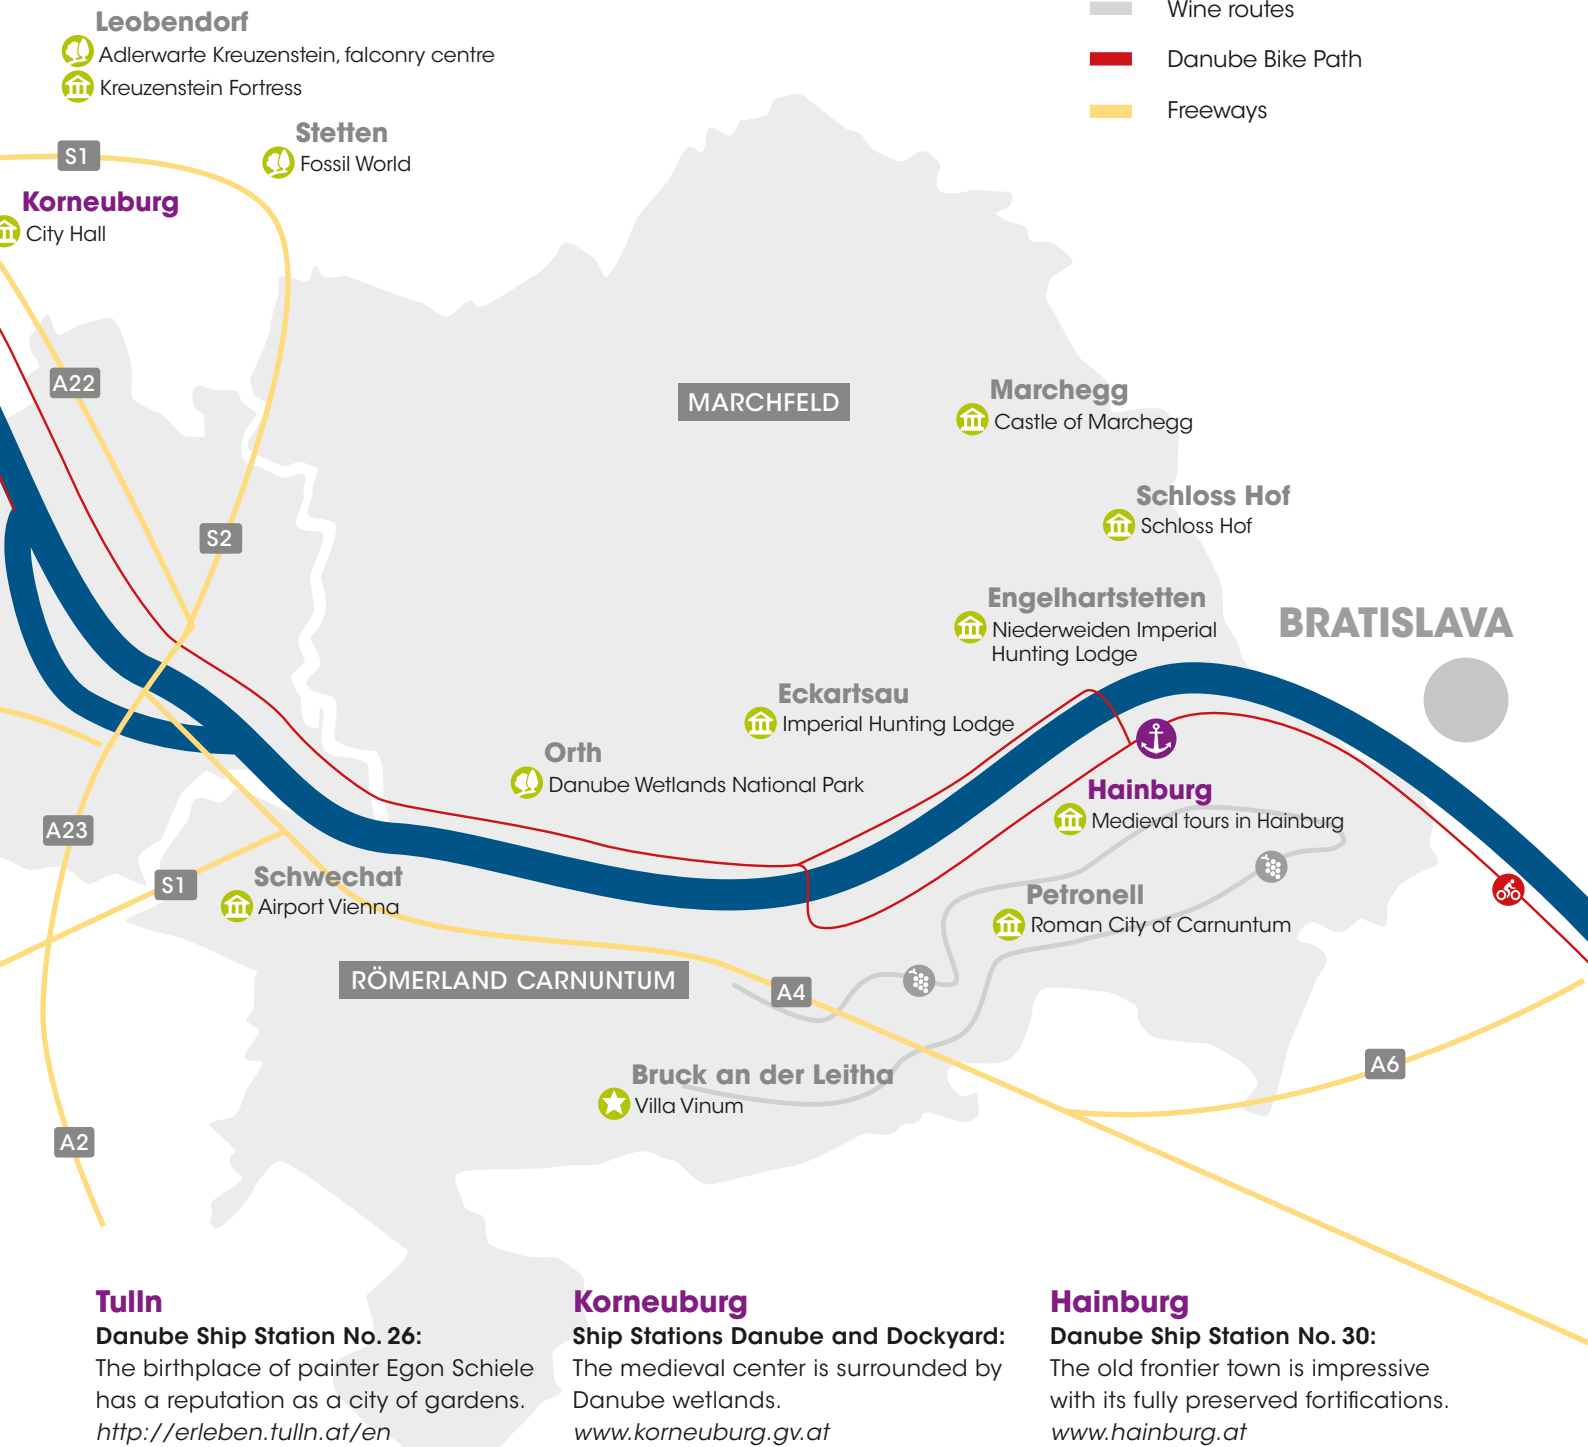 Leobendorf
Adlerwarte Kreuzenstein, falconry centre
Kreuzenstein Fortress
Wine routes
Danube Bike Path
Freeways
Stetten
Fossil World
S1
Korneuburg
City Hall
A22
MARCHFELD
Marchegg
Castle of Marchegg
Schloss Hof
Schloss Hof
S2
Engelhartstetten
Niederweiden Imperial
Hunting Lodge
BRATISLAVA
Eckartsau
Imperial Hunting Lodge
Orth
Danube Wetlands National Park
Hainburg
Medieval tours in Hainburg
A23
S1
Schwechat
Airport Vienna
Petronell
Roman City of Carnuntum
RÖMERLAND CARNUNTUM
A4
A6
Bruck an der Leitha
Villa Vinum
A2
Tulln
Danube Ship Station No. 26:
The birthplace of painter Egon Schiele
has a reputation as a city of gardens.
http://erleben.tulln.at/en
Korneuburg
Ship Stations Danube and Dockyard:
The medieval center is surrounded by
Danube wetlands.
www.korneuburg.gv.at
Hainburg
Danube Ship Station No. 30:
The old frontier town is impressive
with its fully preserved fortifications.
www.hainburg.at